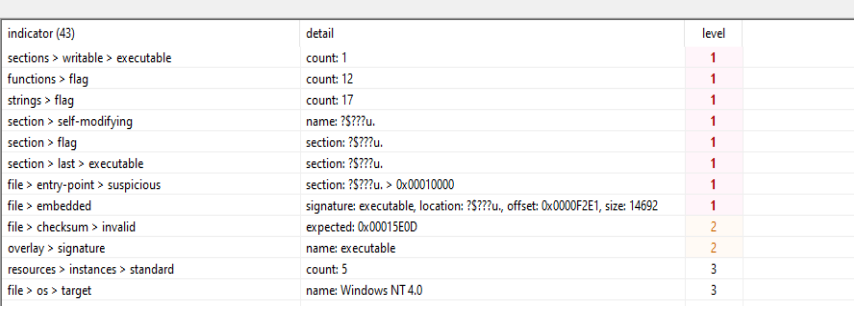 indicator (43) detail level
sections > writable > executable count: 1 1
functions > flag count: 12 1
strings > flag count: 17 1
section > self-modifying name: ?$???u. 1
section > flag section: ?$???u. 1
section > last > executable section: ?$???u. 1
file > entry-point > suspicious section: ?$???u. > 0x00010000 1
file > embedded signature: executable, location: ?$???u., offset: 0x0000F2E1, size: 14692 1
file > checksum > invalid expected: 0x00015E0D 2
overlay > signature name: executable 2
resources > instances > standard count: 5 3
file > os > target name: Windows NT 4.0 3